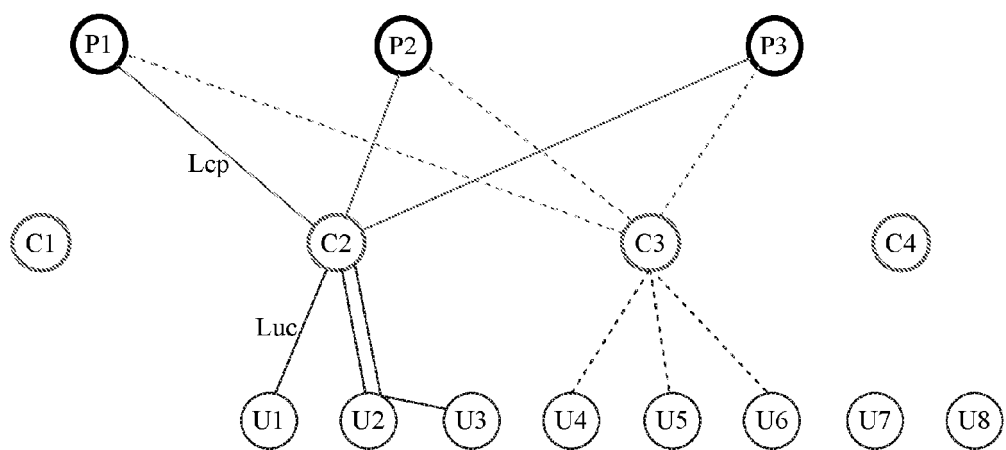 P1 P2 P3
Lcp
C1 C2 C3 C4
Luc
U1 U2 U3 U4 U5 U6 U7 U8